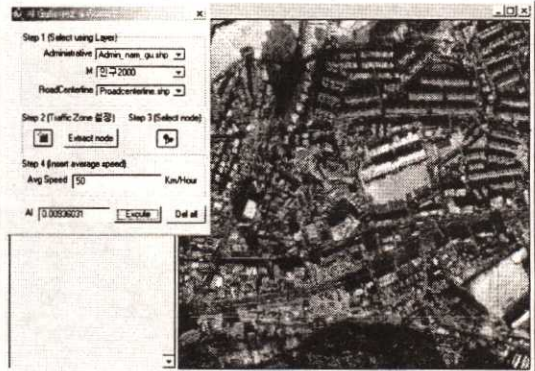 Step 1 (Select using Layer)
Administrative Admin_nam_gu.shp
M 인구2000
RoadCenterline Proadcenterline.shp
Step 2 (Traffic Zone 설정) Step 3 (Select node)
Extract node
Step 4 (Insert average speed)
Avg Speed 50 Km/Hour
AI 0.00936031 Excute Del all